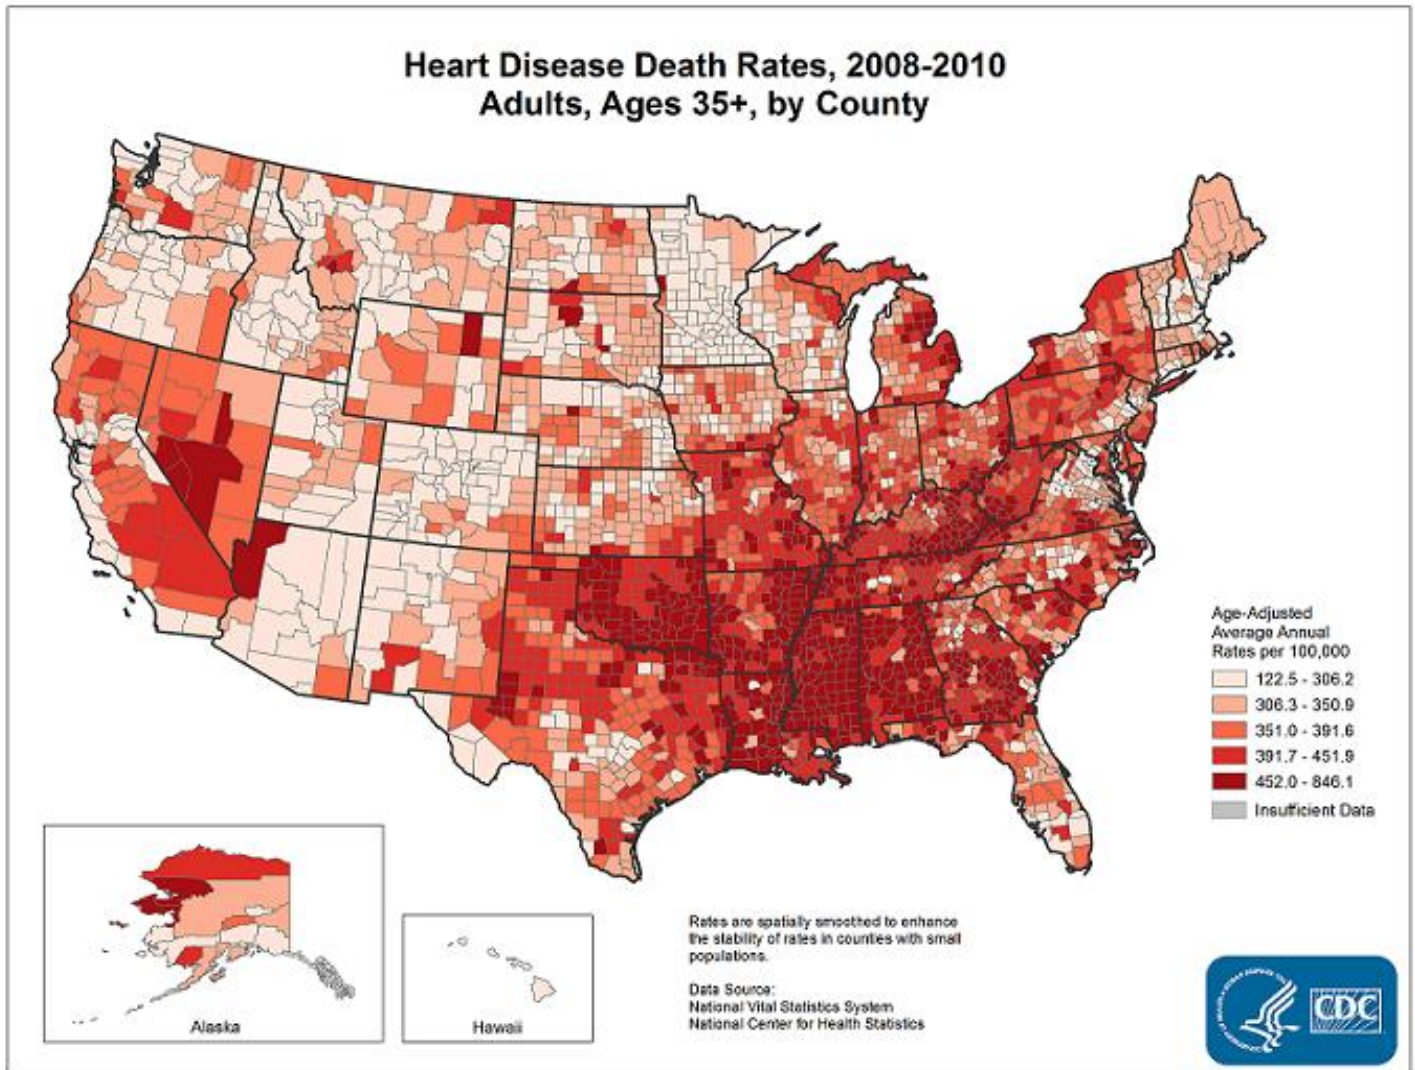 Heart Disease Death Rates, 2008-2010
Adults, Ages 35+, by County
Age-Adjusted
Average Annual
Rates per 100,000
122.5 - 306.2
306.3 - 350.9
351.0 - 391.6
391.7 - 451.9
452.0 - 846.1
Insufficient Data
Alaska
Hawaii
Rates are spatially smoothed to enhance
the stability of rates in counties with small
populations.
Data Source:
National Vital Statistics System
National Center for Health Statistics
CDC